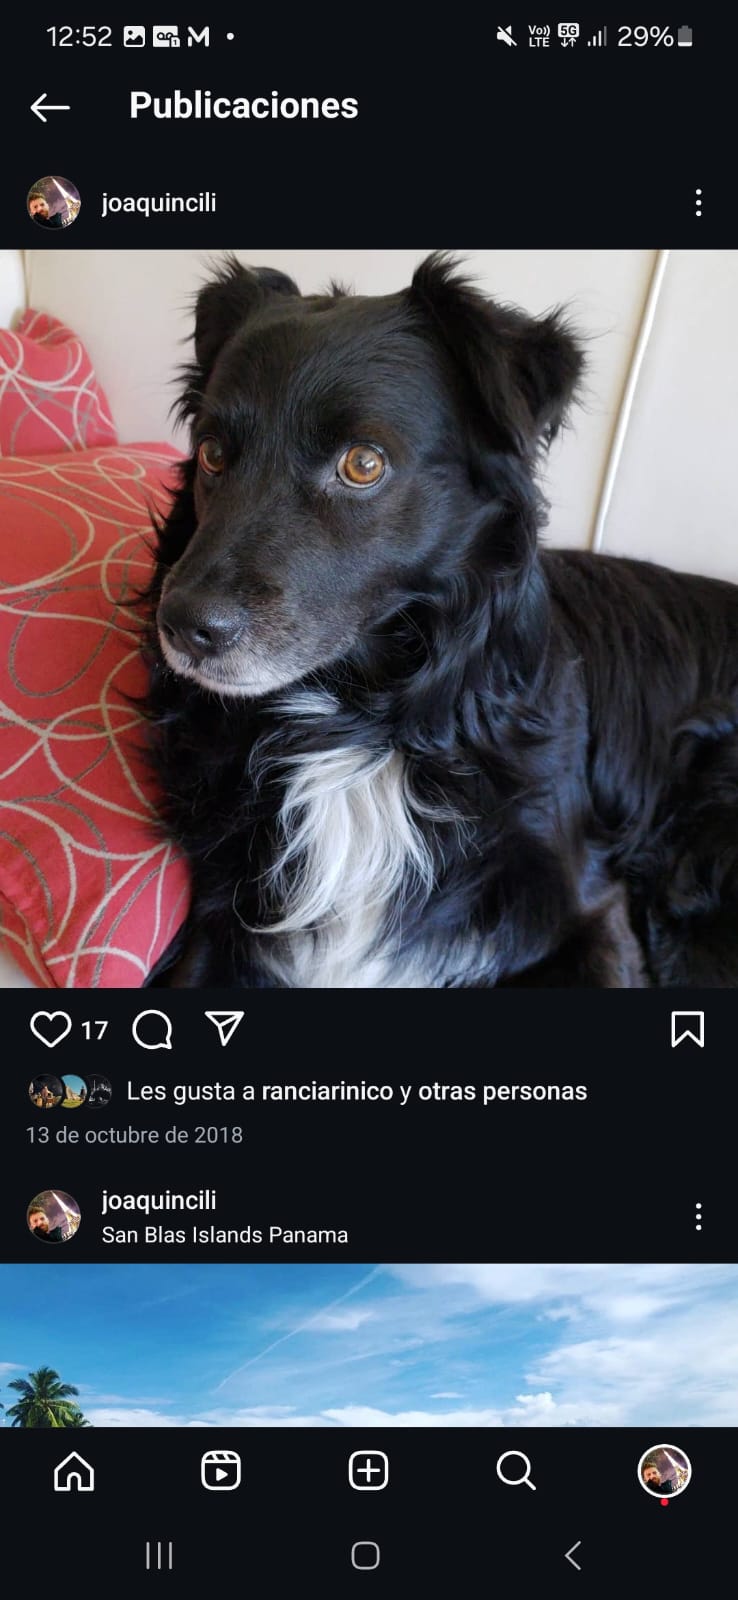 12:52 29%
Publicaciones
joaquincili
17
Les gusta a ranciarinico y otras personas
13 de octubre de 2018
joaquincili
San Blas Islands Panama